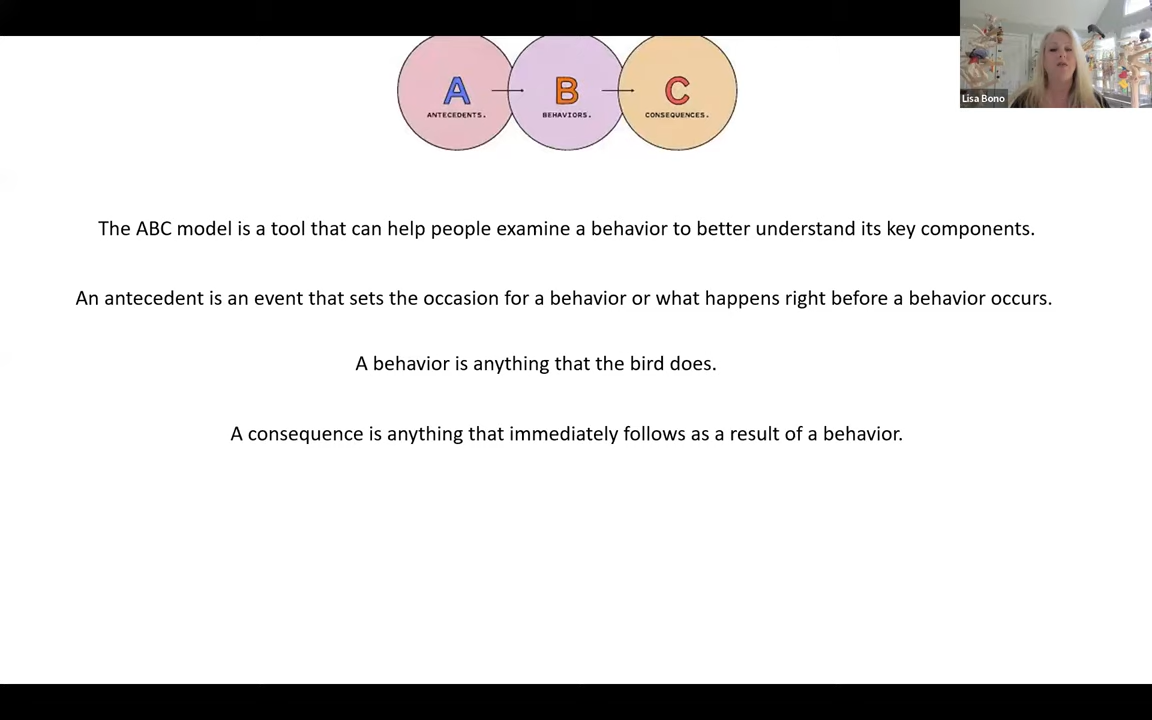 A B C
ANTECEDENTS. BEHAVIORS. CONSEQUENCES.
Lisa Bono
The ABC model is a tool that can help people examine a behavior to better understand its key components.
An antecedent is an event that sets the occasion for a behavior or what happens right before a behavior occurs.
A behavior is anything that the bird does.
A consequence is anything that immediately follows as a result of a behavior.